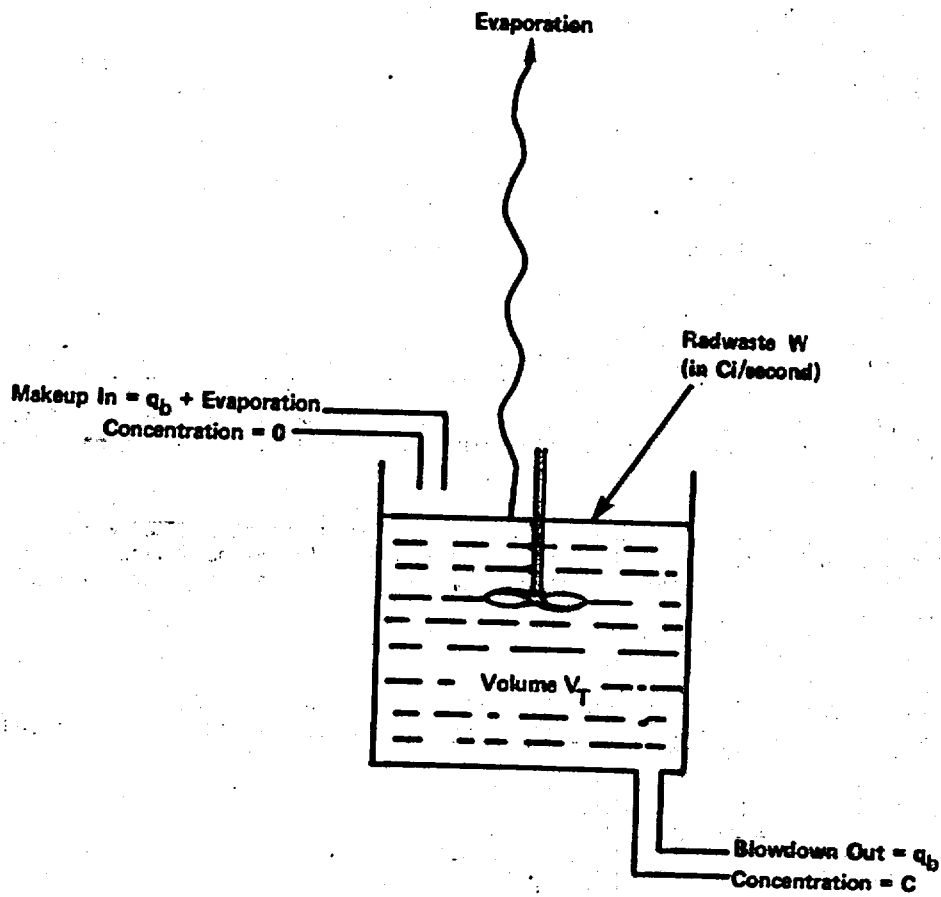 Evaporation
Radwaste W
(in Ci/second)
Makeup In = q_b + Evaporation
Concentration = 0
Volume V_T
Blowdown Out = q_b
Concentration = C